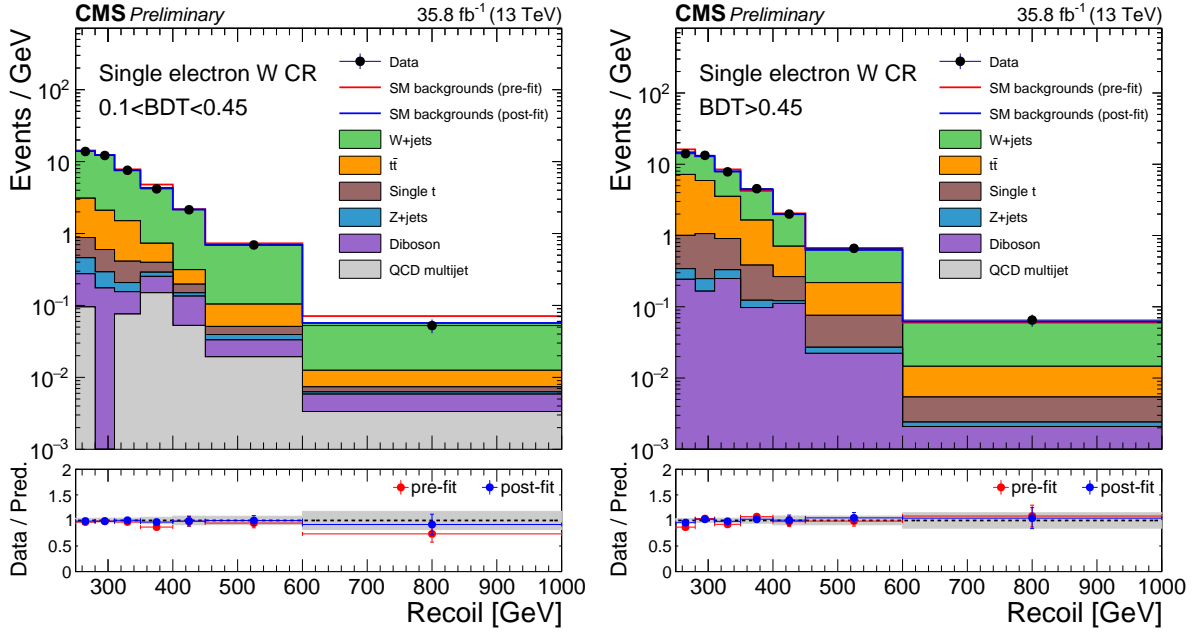 CMS Preliminary 35.8 fb⁻¹ (13 TeV)
Events / GeV
10²
10
1
10⁻¹
10⁻²
10⁻³
Single electron W CR
0.1<BDT<0.45
Data
SM backgrounds (pre-fit)
SM backgrounds (post-fit)
W+jets
tt̄
Single t
Z+jets
Diboson
QCD multijet
Data / Pred.
2
1.5
1
0.5
0
pre-fit post-fit
300 400 500 600 700 800 900 1000
Recoil [GeV]
CMS Preliminary 35.8 fb⁻¹ (13 TeV)
Events / GeV
10²
10
1
10⁻¹
10⁻²
10⁻³
Single electron W CR
BDT>0.45
Data
SM backgrounds (pre-fit)
SM backgrounds (post-fit)
W+jets
tt̄
Single t
Z+jets
Diboson
QCD multijet
Data / Pred.
2
1.5
1
0.5
0
pre-fit post-fit
300 400 500 600 700 800 900 1000
Recoil [GeV]